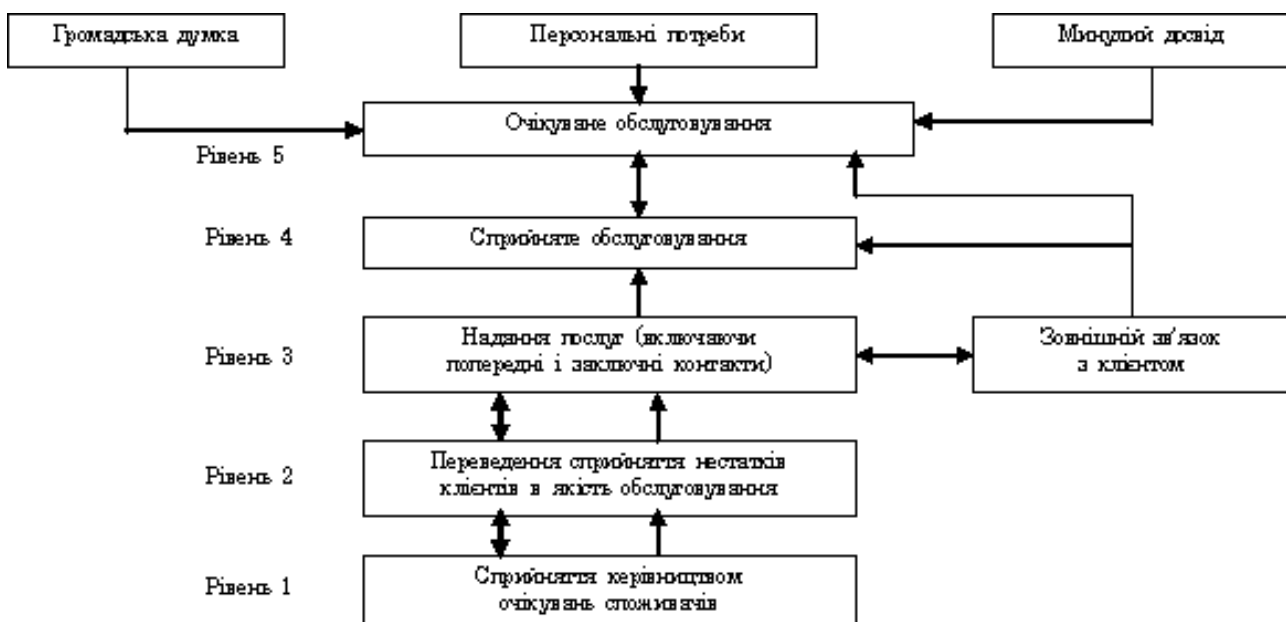 Громадська думка
Персональні потреби
Минулий досвід
Очікуване обслуговування
Рівень 5
Рівень 4
Сприйняте обслуговування
Рівень 3
Надання послуг (включаючи
попередні і заключні контакти)
Зовнішній зв'язок
з клієнтом
Рівень 2
Переведення сприйняття нестатків
клієнтів в якість обслуговування
Рівень 1
Сприйняття керівництвом
очікувань споживачів